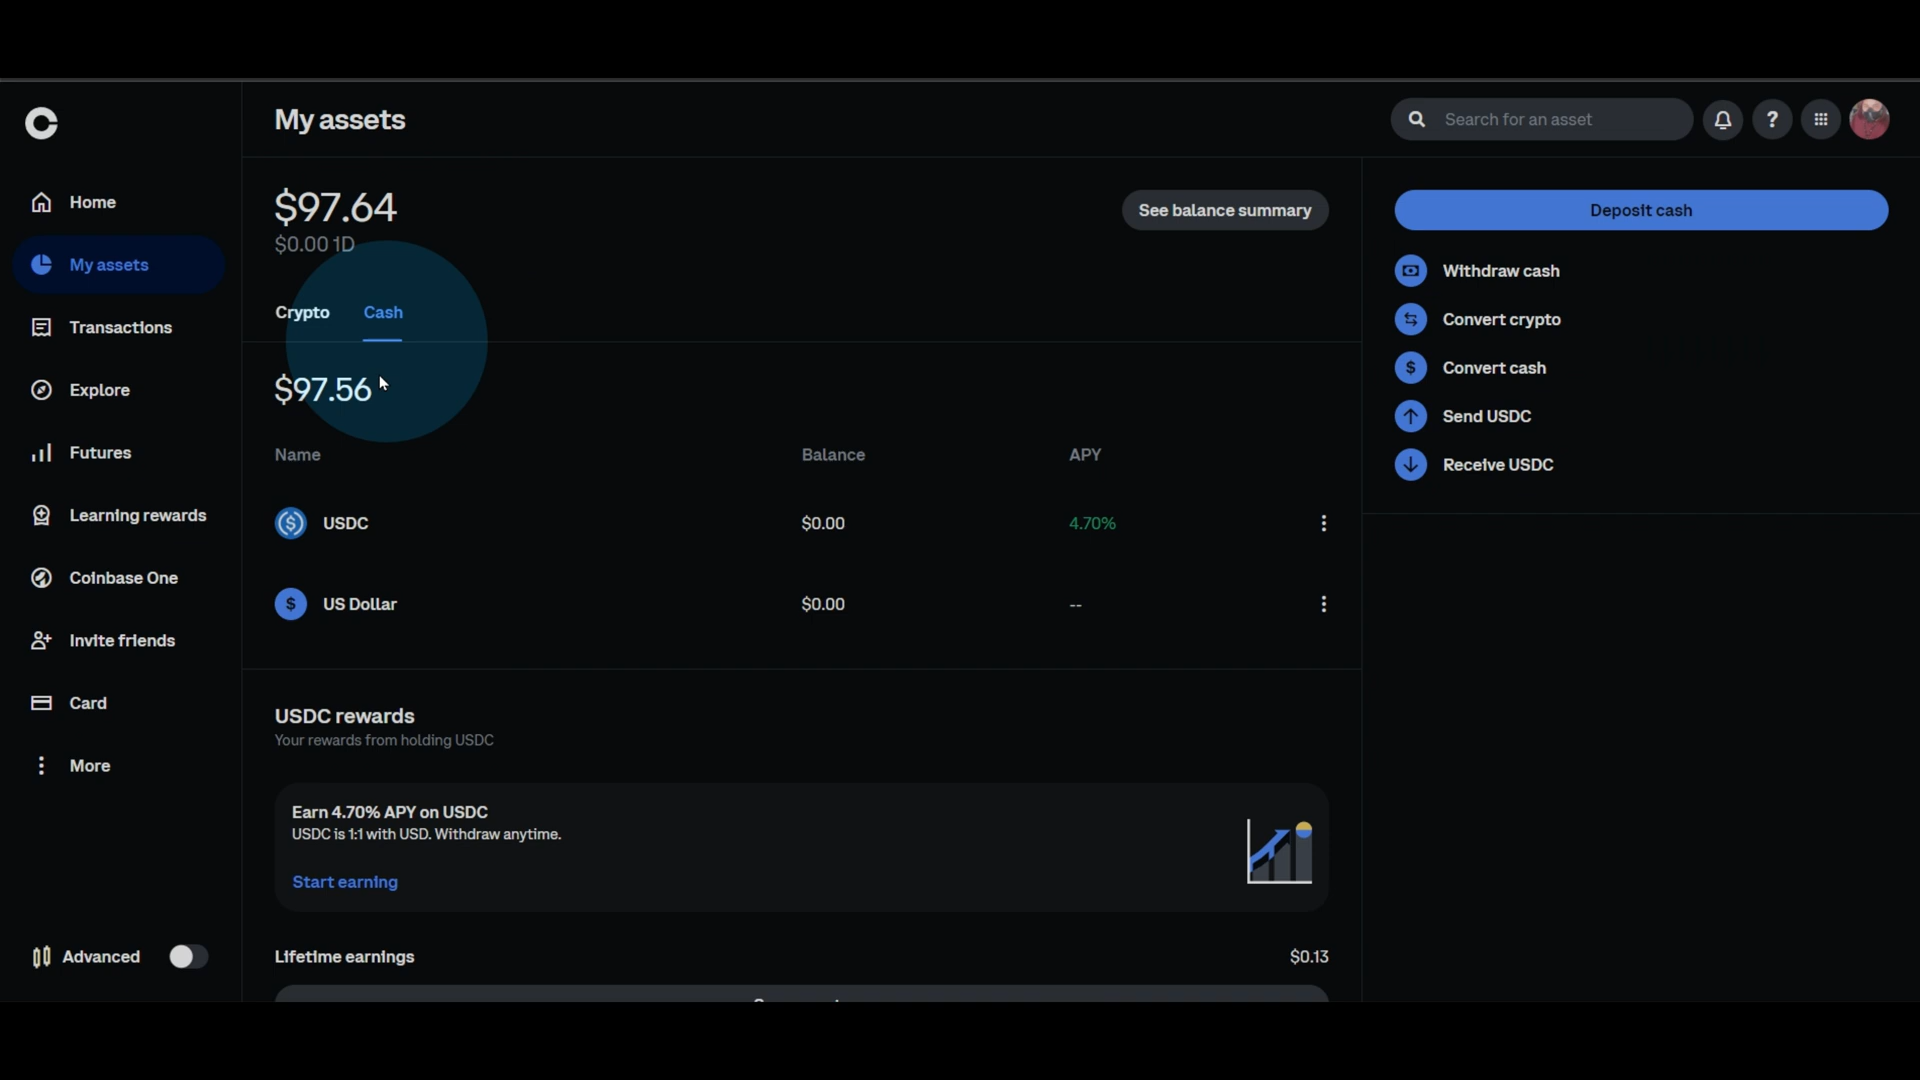 My assets
Search for an asset
?
Home
My assets
Transactions
Explore
Futures
Learning rewards
Coinbase One
Invite friends
Card
More
Advanced
$97.64
$0.00 1D
See balance summary
Crypto Cash
$97.56
Name Balance APY
USDC $0.00 4.70%
US Dollar $0.00 --
USDC rewards
Your rewards from holding USDC
Earn 4.70% APY on USDC
USDC is 1:1 with USD. Withdraw anytime.
Start earning
Lifetime earnings $0.13
Deposit cash
Withdraw cash
Convert crypto
Convert cash
Send USDC
Receive USDC